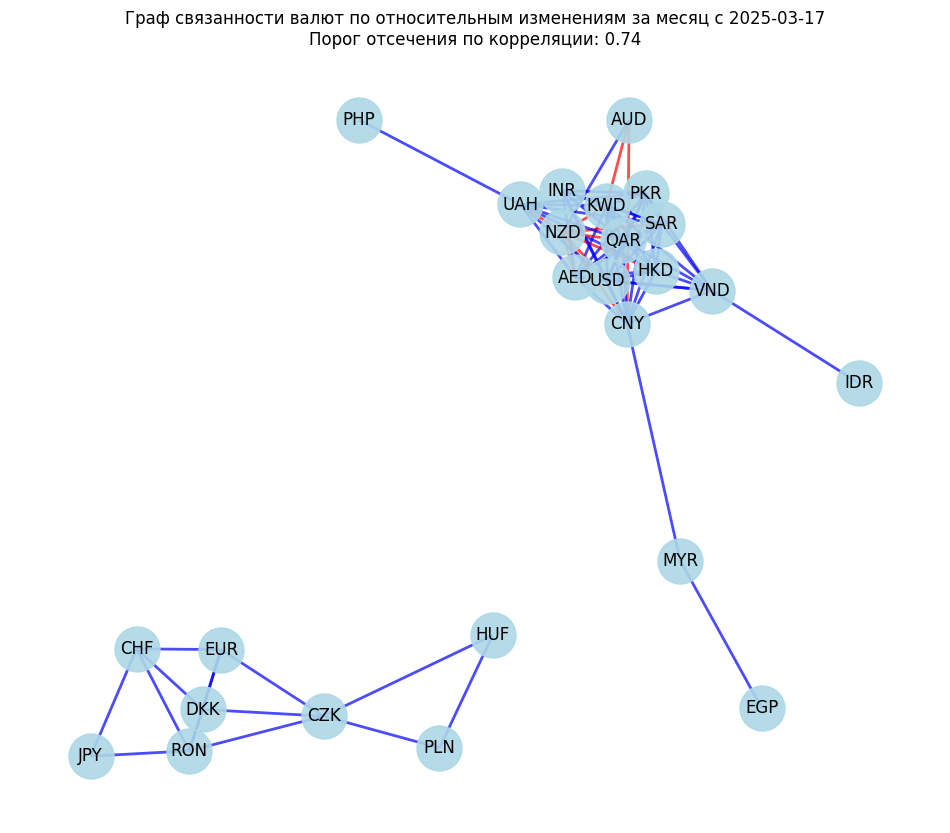 Граф связанности валют по относительным изменениям за месяц с 2025-03-17
Порог отсечения по корреляции: 0.74
PHP
AUD
INR
PKR
UAH
KWD
SAR
NZD
QAR
HKD
AED
USD
VND
CNY
IDR
MYR
HUF
CHF
EUR
DKK
EGP
CZK
PLN
RON
JPY